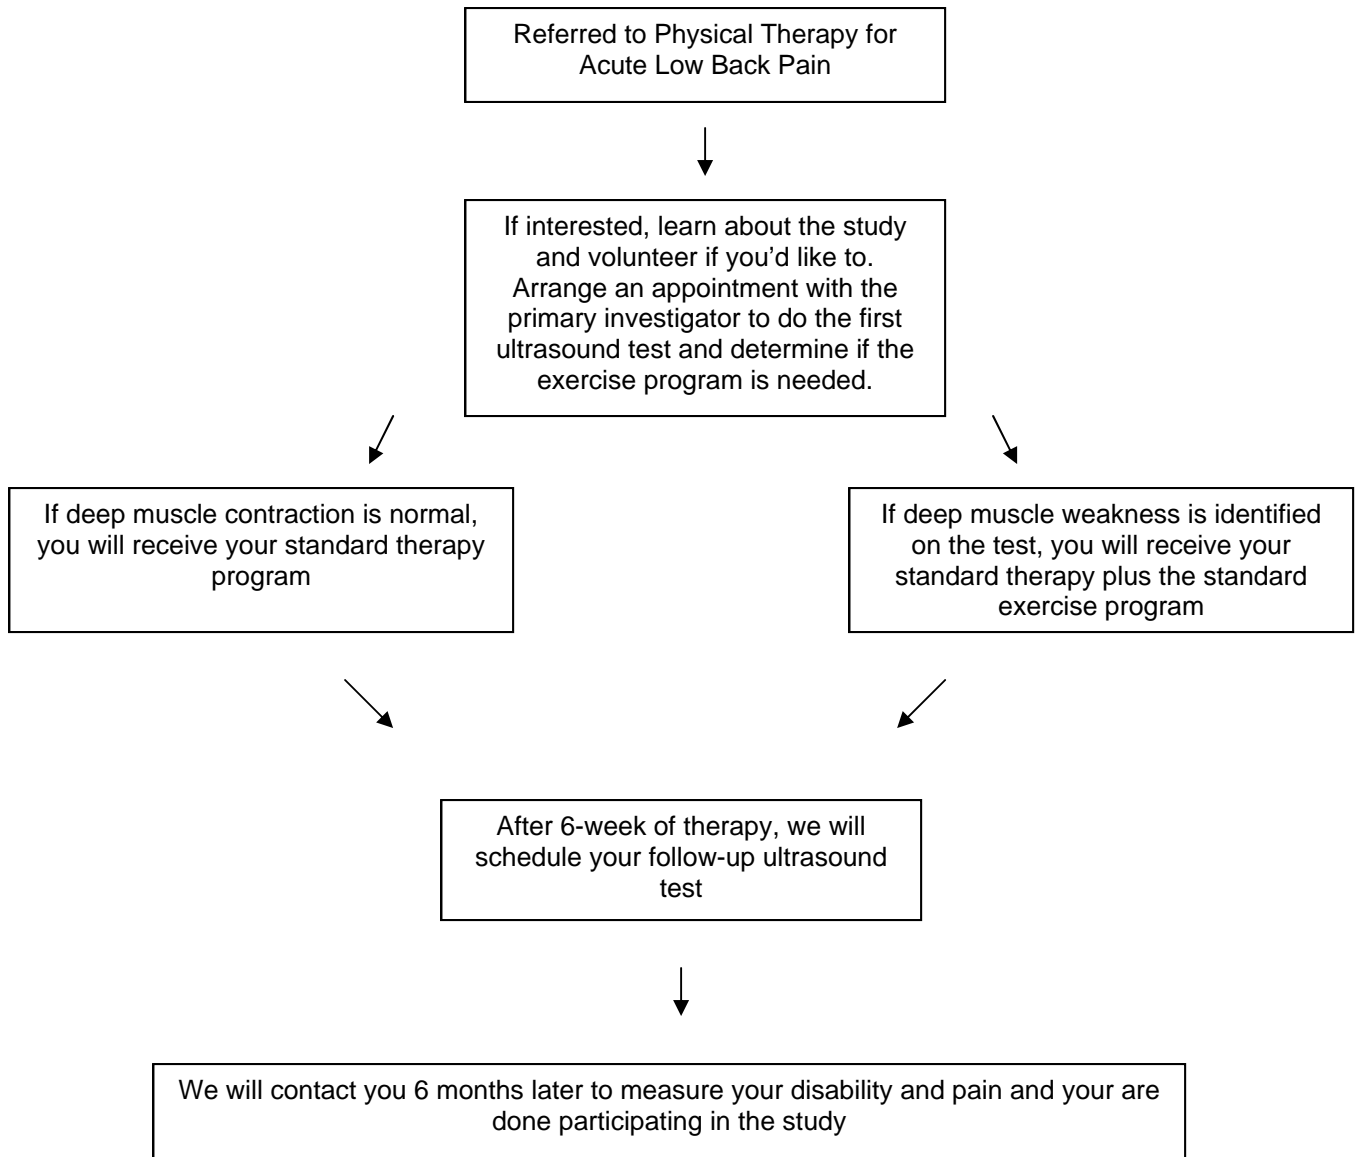 Referred to Physical Therapy for
Acute Low Back Pain
If interested, learn about the study
and volunteer if you’d like to.
Arrange an appointment with the
primary investigator to do the first
ultrasound test and determine if the
exercise program is needed.
If deep muscle contraction is normal,
you will receive your standard therapy
program
If deep muscle weakness is identified
on the test, you will receive your
standard therapy plus the standard
exercise program
After 6-week of therapy, we will
schedule your follow-up ultrasound
test
We will contact you 6 months later to measure your disability and pain and your are
done participating in the study